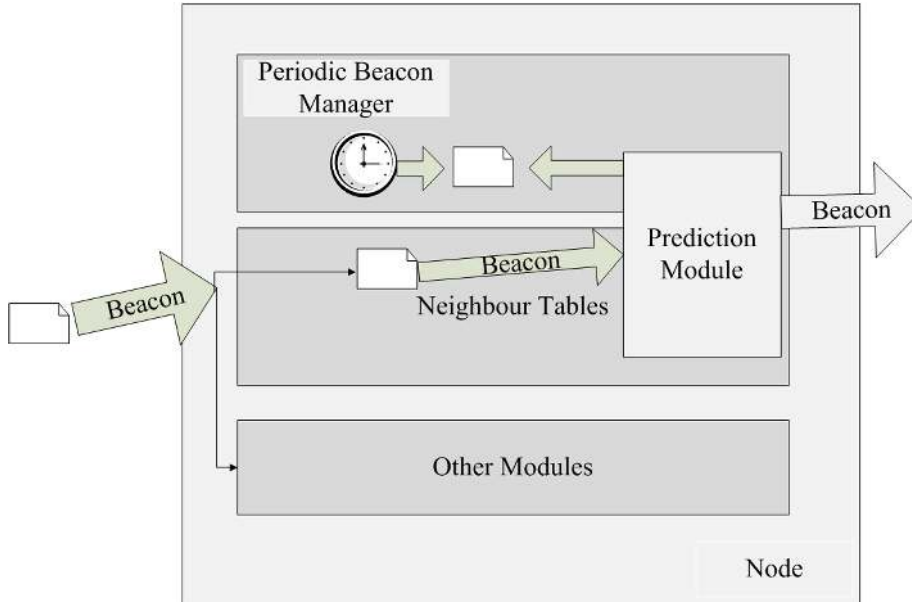 Periodic Beacon
Manager
Beacon
Prediction
Module
Beacon
Beacon
Neighbour Tables
Other Modules
Node